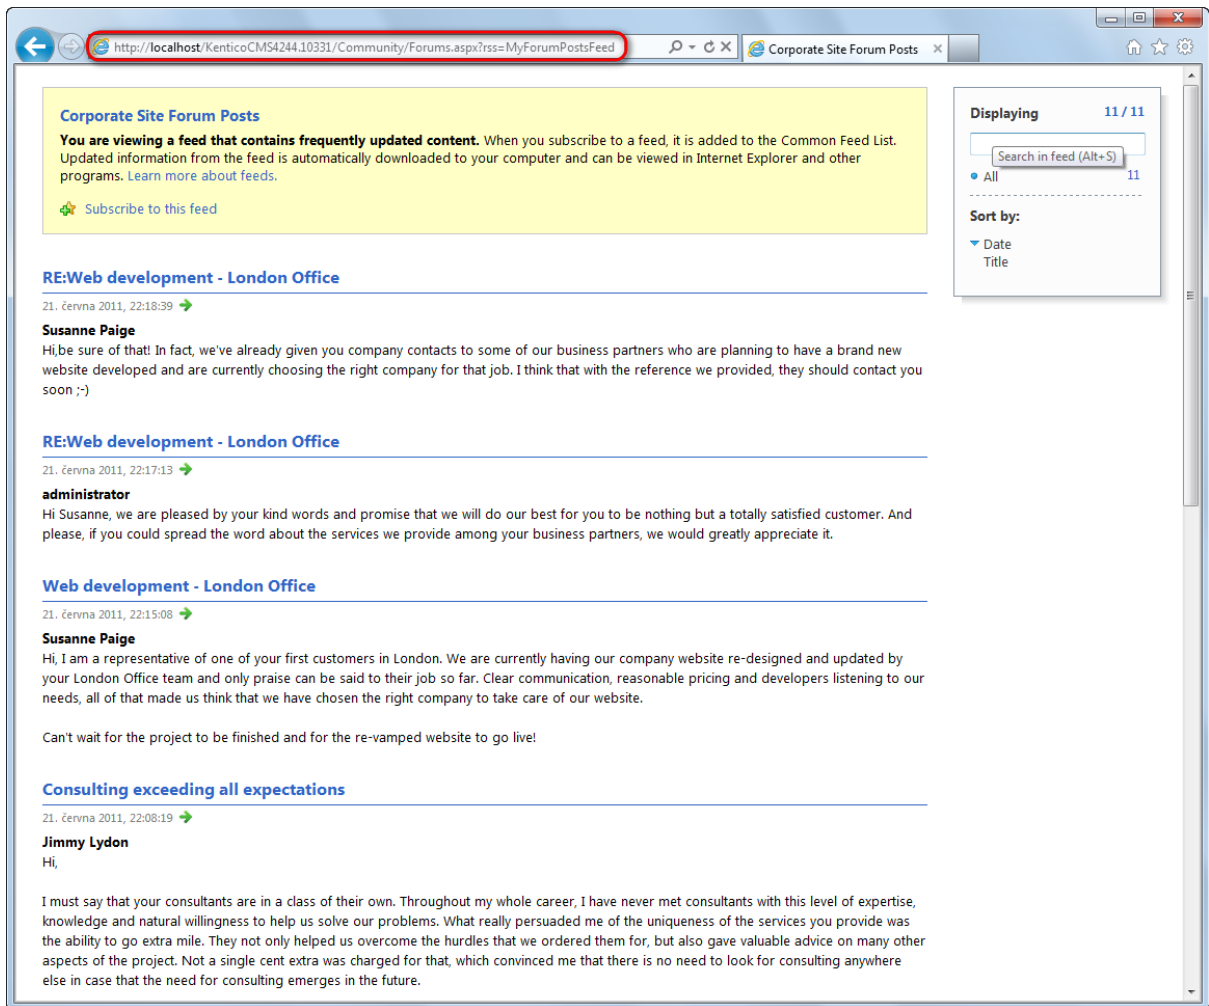 http://localhost/KenticoCMS4244.10331/Community/Forums.aspx?rss=MyForumPostsFeed
Corporate Site Forum Posts
Corporate Site Forum Posts
You are viewing a feed that contains frequently updated content. When you subscribe to a feed, it is added to the Common Feed List.
Updated information from the feed is automatically downloaded to your computer and can be viewed in Internet Explorer and other
programs. Learn more about feeds.
Subscribe to this feed
Displaying 11 / 11
Search in feed (Alt+S)
All 11
Sort by:
Date
Title
RE:Web development - London Office
21. června 2011, 22:18:39
Susanne Paige
Hi,be sure of that! In fact, we've already given you company contacts to some of our business partners who are planning to have a brand new
website developed and are currently choosing the right company for that job. I think that with the reference we provided, they should contact you
soon ;-)
RE:Web development - London Office
21. června 2011, 22:17:13
administrator
Hi Susanne, we are pleased by your kind words and promise that we will do our best for you to be nothing but a totally satisfied customer. And
please, if you could spread the word about the services we provide among your business partners, we would greatly appreciate it.
Web development - London Office
21. června 2011, 22:15:08
Susanne Paige
Hi, I am a representative of one of your first customers in London. We are currently having our company website re-designed and updated by
your London Office team and only praise can be said to their job so far. Clear communication, reasonable pricing and developers listening to our
needs, all of that made us think that we have chosen the right company to take care of our website.
Can't wait for the project to be finished and for the re-vamped website to go live!
Consulting exceeding all expectations
21. června 2011, 22:08:19
Jimmy Lydon
Hi,
I must say that your consultants are in a class of their own. Throughout my whole career, I have never met consultants with this level of expertise,
knowledge and natural willingness to help us solve our problems. What really persuaded me of the uniqueness of the services you provide was
the ability to go extra mile. They not only helped us overcome the hurdles that we ordered them for, but also gave valuable advice on many other
aspects of the project. Not a single cent extra was charged for that, which convinced me that there is no need to look for consulting anywhere
else in case that the need for consulting emerges in the future.